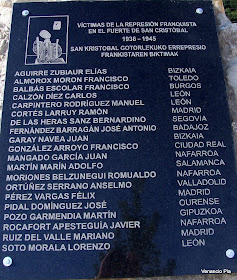 VÍCTIMAS DE LA REPRESIÓN FRANQUISTA
EN EL FUERTE DE SAN CRISTOBAL
1936 - 1945
SAN KRISTOBAL GOTORLEKUKO ERREPRESIO
FRANKISTAREN BIKTIMAK
AGUIRRE ZUBIAUR ELÍAS BIZKAIA
ALMOROX MORON FRANCISCO TOLEDO
BALBÁS ESCOLAR FRANCISCO BURGOS
CALZÓN DÍEZ CARLOS LEÓN
CARPINTERO RODRÍGUEZ MANUEL LEÓN
CORTES LARRUY RAMÓN MADRID
DE LAS HERAS SANZ BERNARDINO SEGOVIA
FERNÁNDEZ BARRAGÁN JOSÉ ANTONIO BADAJOZ
GARAY NAVEA JUAN BIZKAIA
GONZÁLEZ ARROYO FRANCISCO CIUDAD REAL
MANGADO GARCÍA JUAN NAFARROA
MARTÍN MARÍN ADOLFO SALAMANCA
MORIONES BELZUNEGUI ROMUALDO NAFARROA
ORTÚÑEZ SERRANO ANSELMO VALLADOLID
PÉREZ VARGAS FÉLIX MADRID
PIDAL DOMÍNGUEZ JOSÉ OURENSE
POZO GARMENDIA MARTÍN GIPUZKOA
ROCAFORT APESTEGUÍA JAVIER NAFARROA
RUIZ DEL VALLE MARIANO MADRID
SOTO MORALA LORENZO LEÓN
Venancio Pla